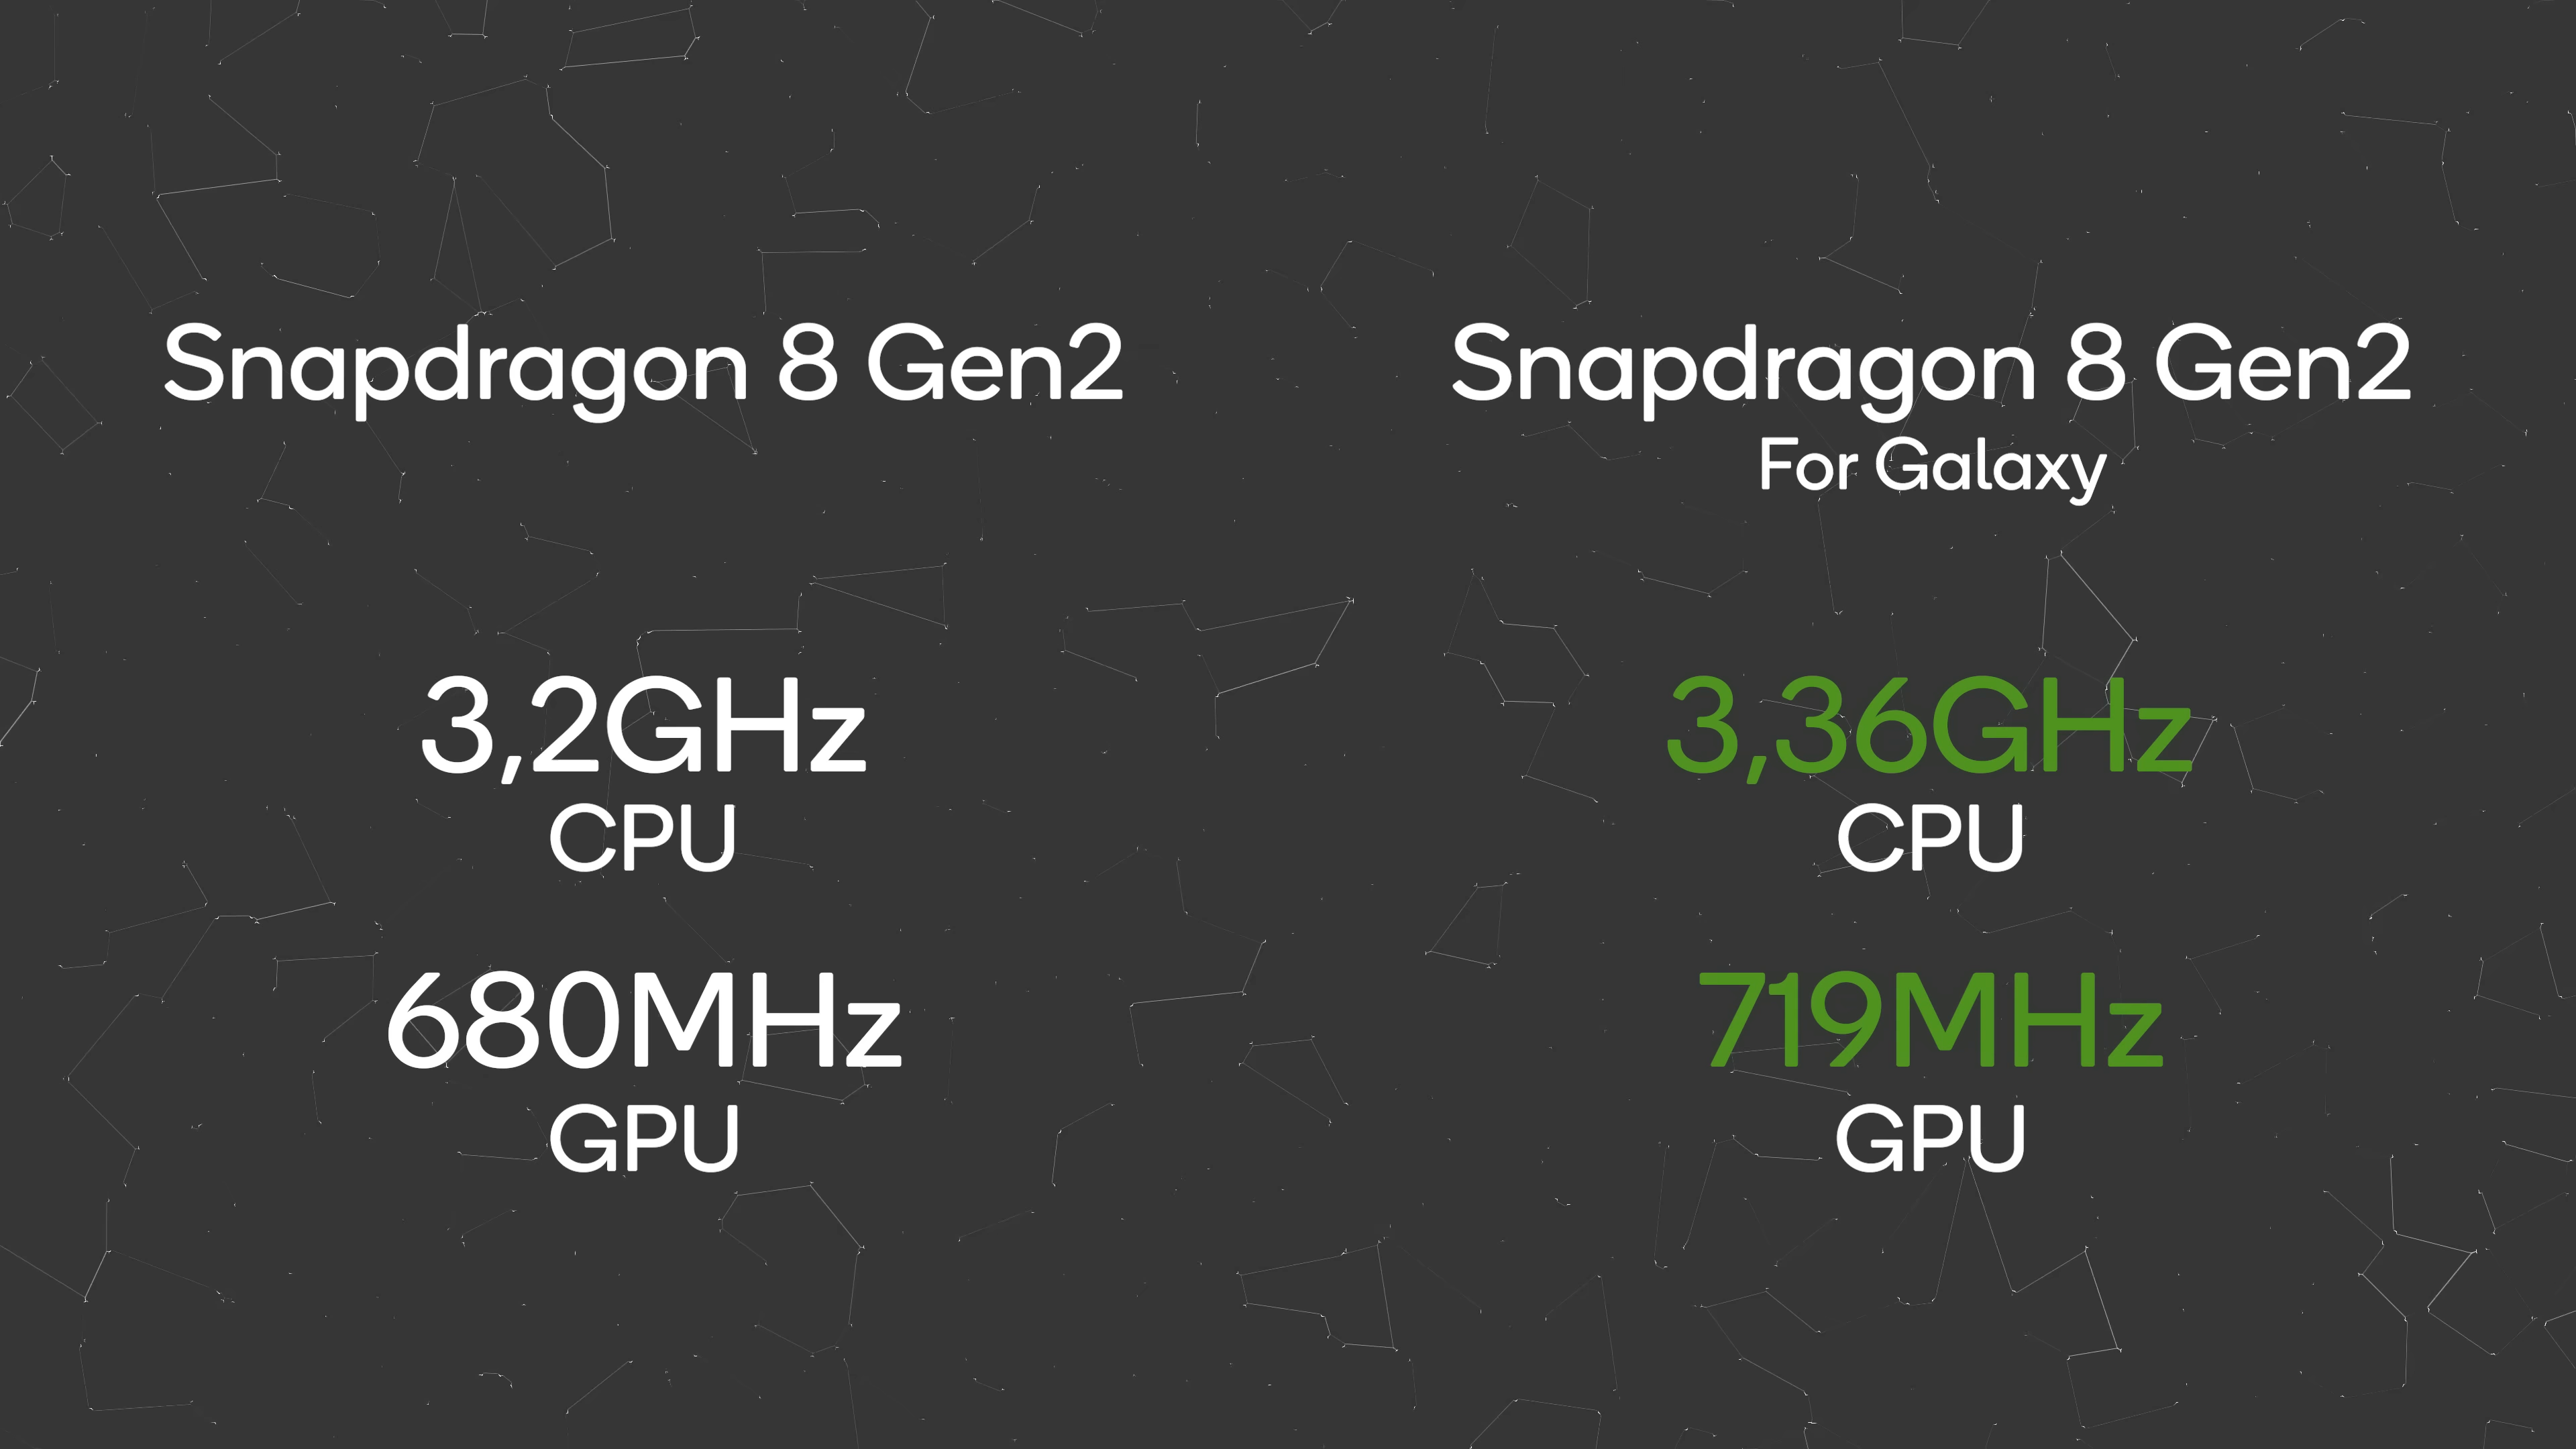 Snapdragon 8 Gen2
3,2GHz
CPU
680MHz
GPU
Snapdragon 8 Gen2
For Galaxy
3,36GHz
CPU
719MHz
GPU